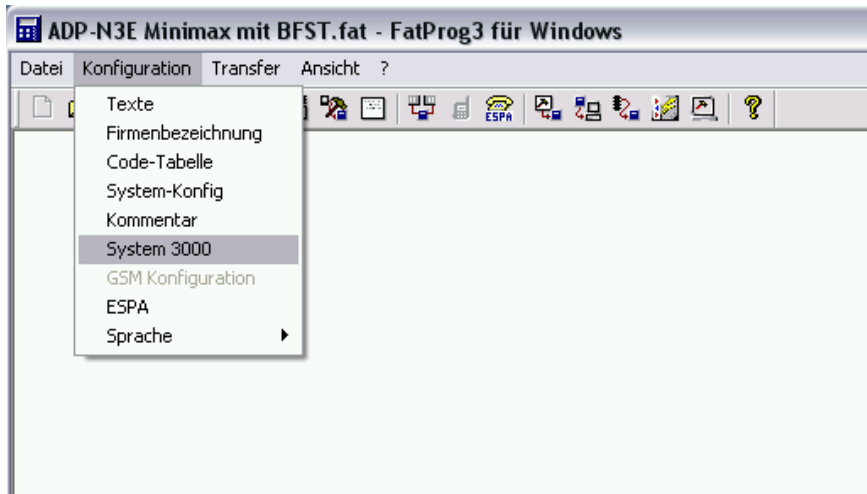 ADP-N3E Minimax mit BFST.fat - FatProg3 für Windows
Datei Konfiguration Transfer Ansicht ?
Texte
Firmenbezeichnung
Code-Tabelle
System-Konfig
Kommentar
System 3000
GSM Konfiguration
ESPA
Sprache
ESPA